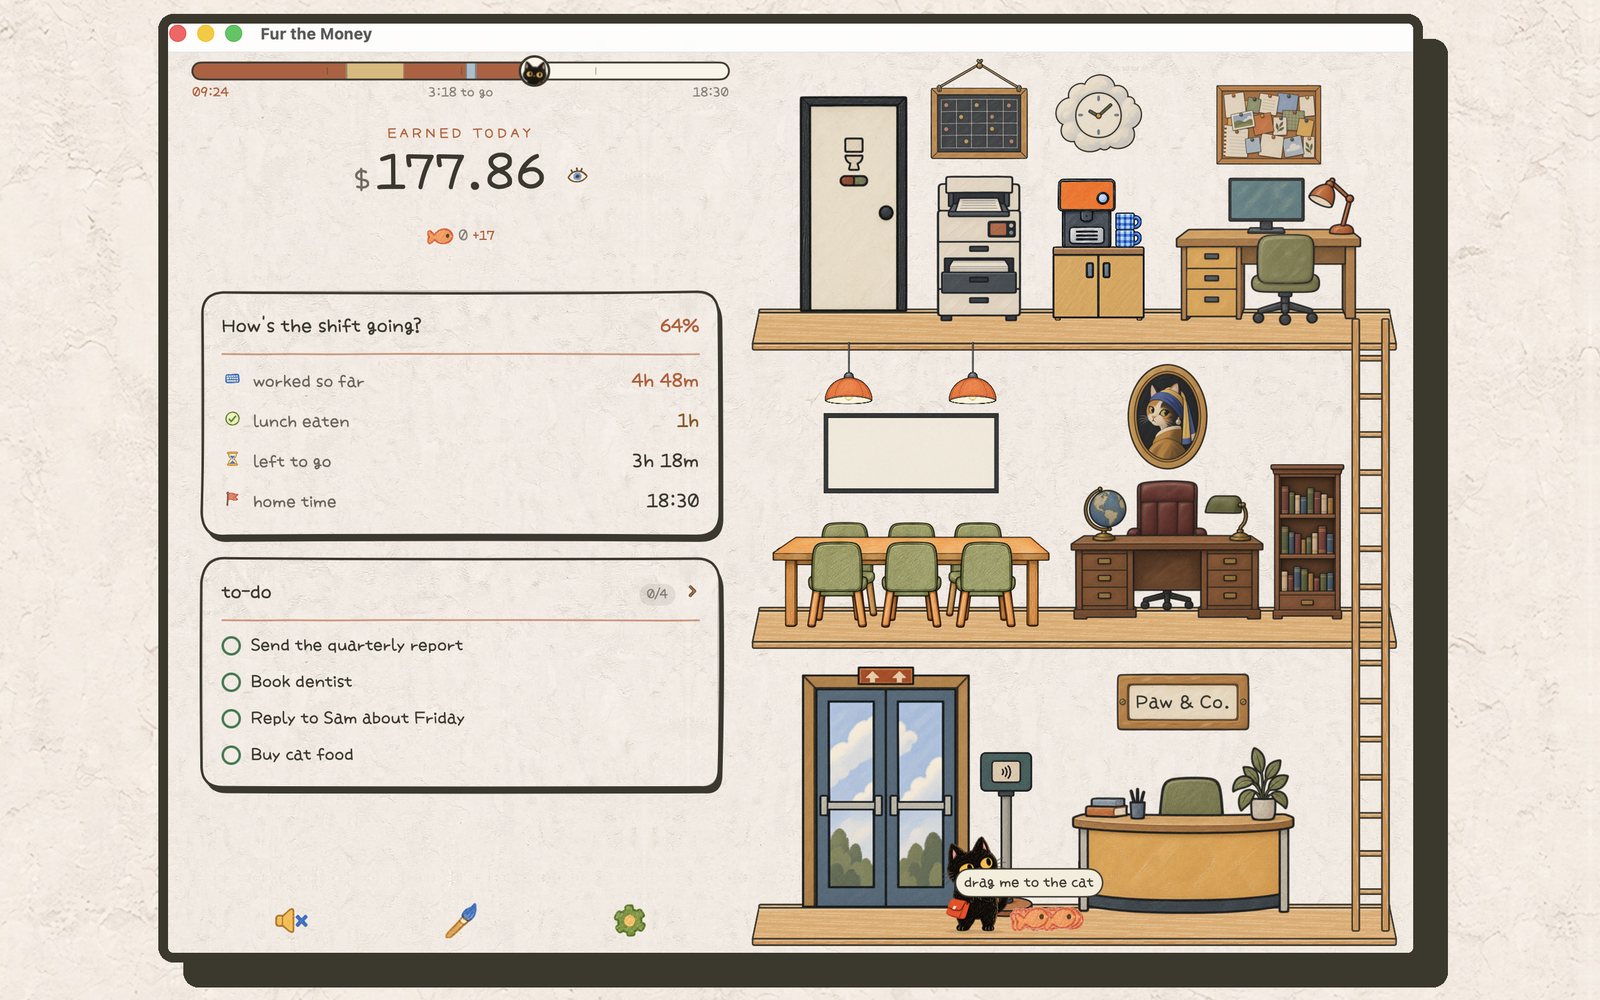 Fur the Money
09:24
3:18 to go
18:30
EARNED TODAY
$177.86
0 +17
How's the shift going?
64%
worked so far
4h 48m
lunch eaten
1h
left to go
3h 18m
home time
18:30
to-do
0/4
Send the quarterly report
Book dentist
Reply to Sam about Friday
Buy cat food
Paw & Co.
drag me to the cat